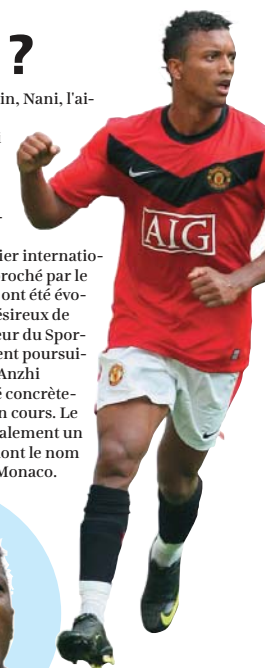 ?
in, Nani, l'ai-
i
-
ier internatio-
roché par le
ont été évo-
ésireux de
eur du Spor-
ent poursui-
Anzhi
é concrète-
n cours. Le
alement un
ont le nom
Monaco.
AIG